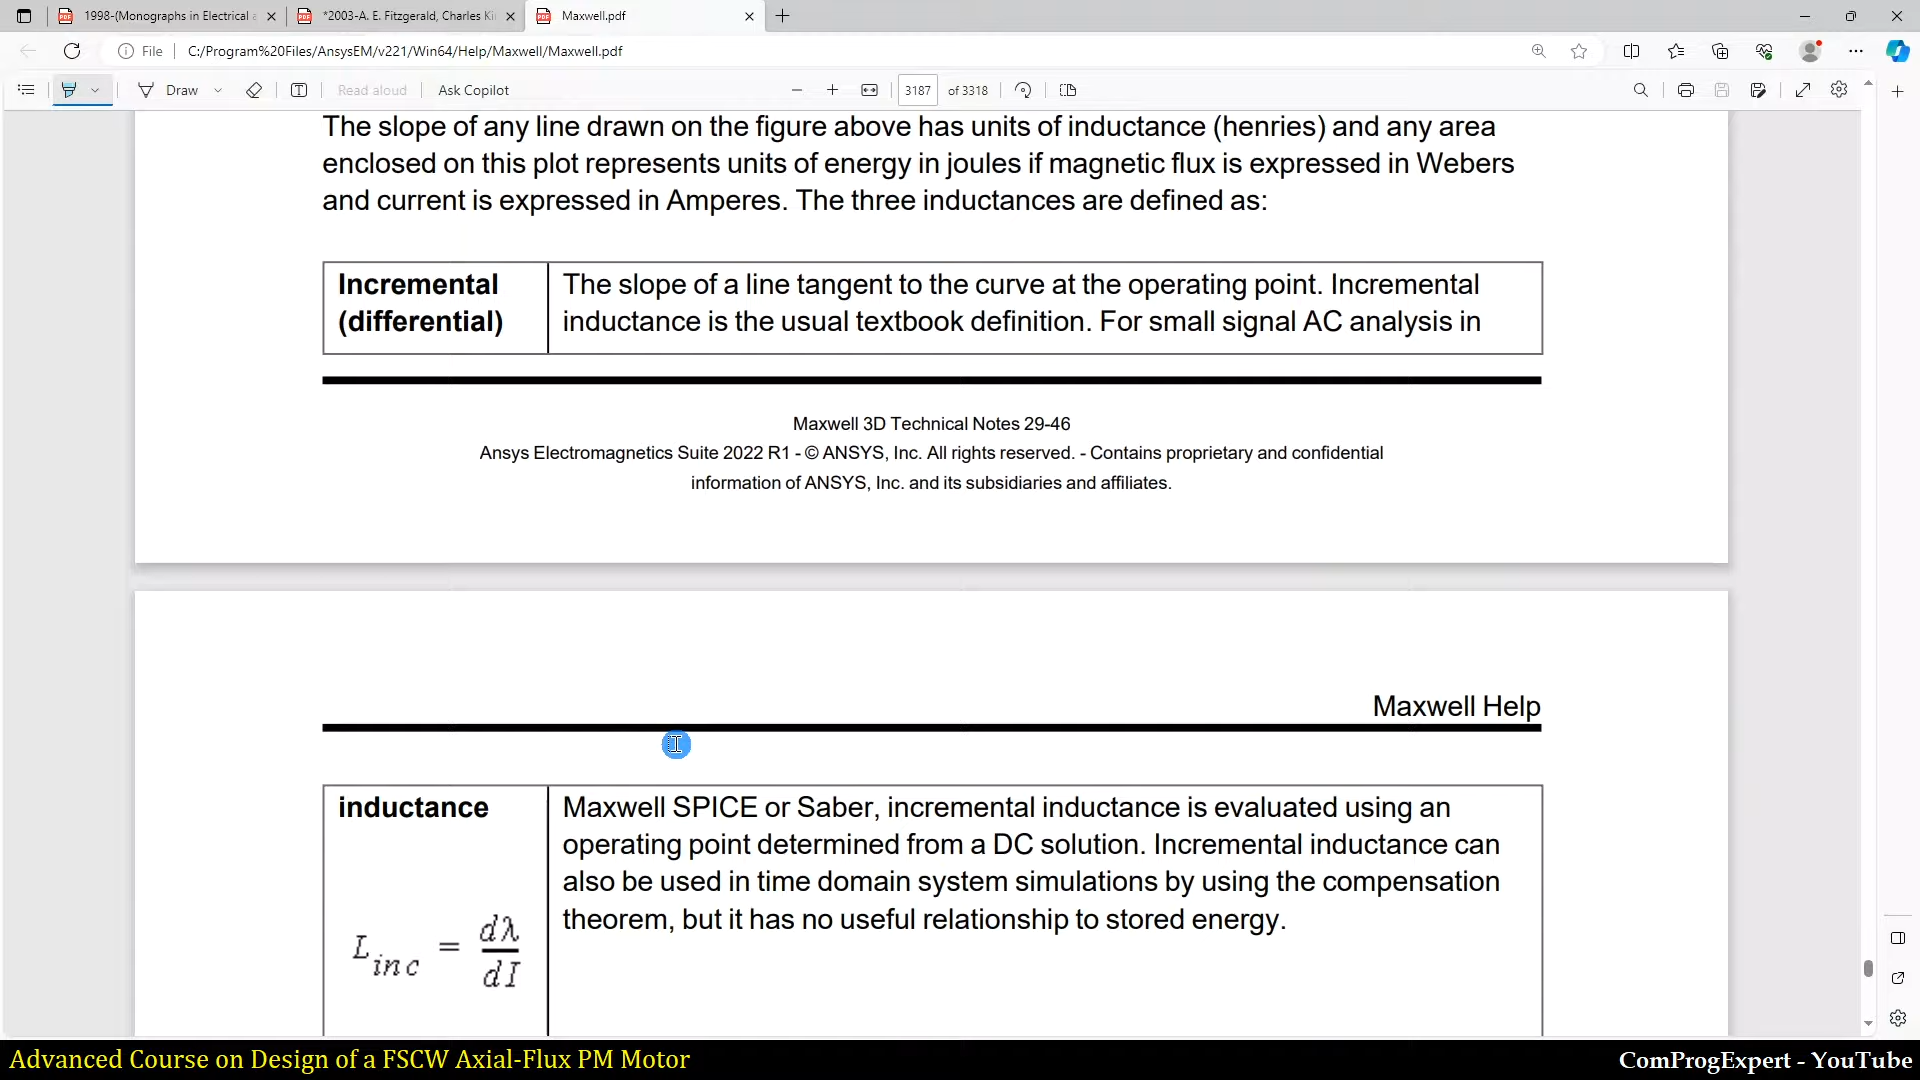 1998-(Monographs in Electrical
*2003-A. E. Fitzgerald, Charles Ki
Maxwell.pdf
File
C:/Program%20Files/AnsysEM/v221/Win64/Help/Maxwell/Maxwell.pdf
Draw
Read aloud
Ask Copilot
3187
of 3318
The slope of any line drawn on the figure above has units of inductance (henries) and any area
enclosed on this plot represents units of energy in joules if magnetic flux is expressed in Webers
and current is expressed in Amperes. The three inductances are defined as:
Incremental
(differential)
The slope of a line tangent to the curve at the operating point. Incremental
inductance is the usual textbook definition. For small signal AC analysis in
Maxwell 3D Technical Notes 29-46
Ansys Electromagnetics Suite 2022 R1 - © ANSYS, Inc. All rights reserved. - Contains proprietary and confidential
information of ANSYS, Inc. and its subsidiaries and affiliates.
Maxwell Help
inductance
L_inc = dλ/dI
Maxwell SPICE or Saber, incremental inductance is evaluated using an
operating point determined from a DC solution. Incremental inductance can
also be used in time domain system simulations by using the compensation
theorem, but it has no useful relationship to stored energy.
Advanced Course on Design of a FSCW Axial-Flux PM Motor
ComProgExpert - YouTube